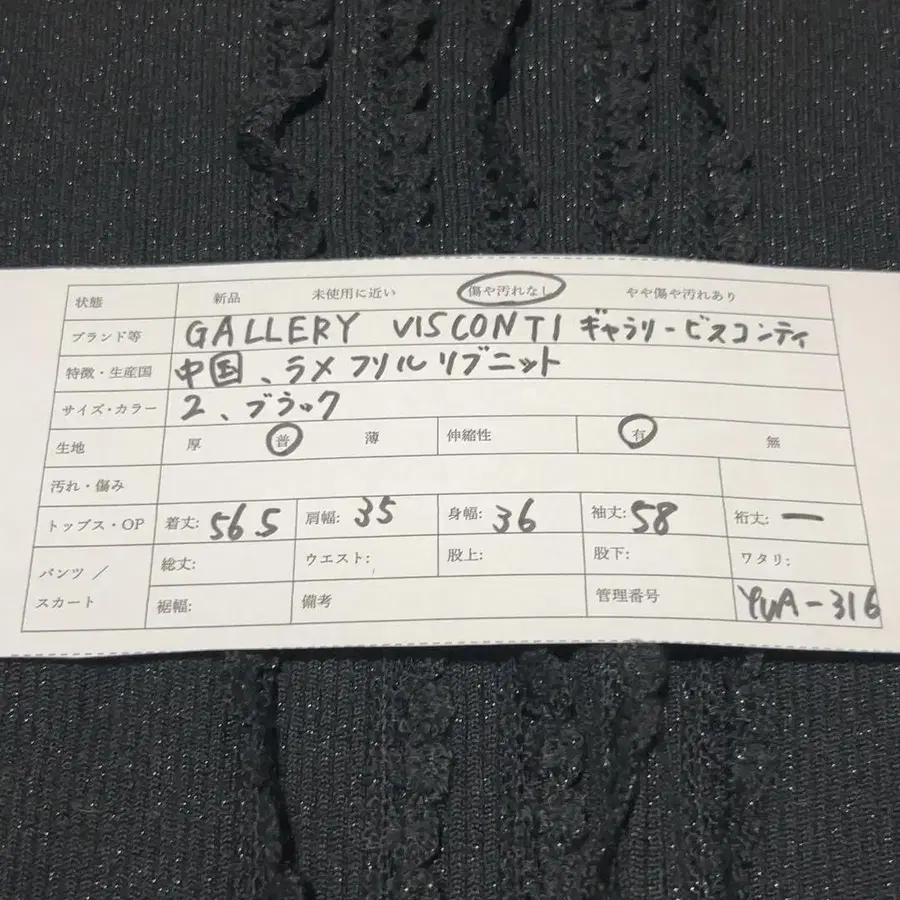 状態 新品 未使用に近い 傷や汚れなし やや傷や汚れあり
ブランド等 GALLERY VISCONTI ギャラリービスコンティ
特徴・生産国 中国、ラメフリルリブニット
サイズ・カラー 2、ブラック
生地 厚 普 薄 伸縮性 有 無
汚れ・傷み
トップス・OP 着丈: 56 5 肩幅: 35 身幅: 36 袖丈: 58 裄丈: ー
パンツ／スカート 総丈: ウエスト: 股上: 股下: ワタリ:
裾幅: 備考 管理番号 YUA-316